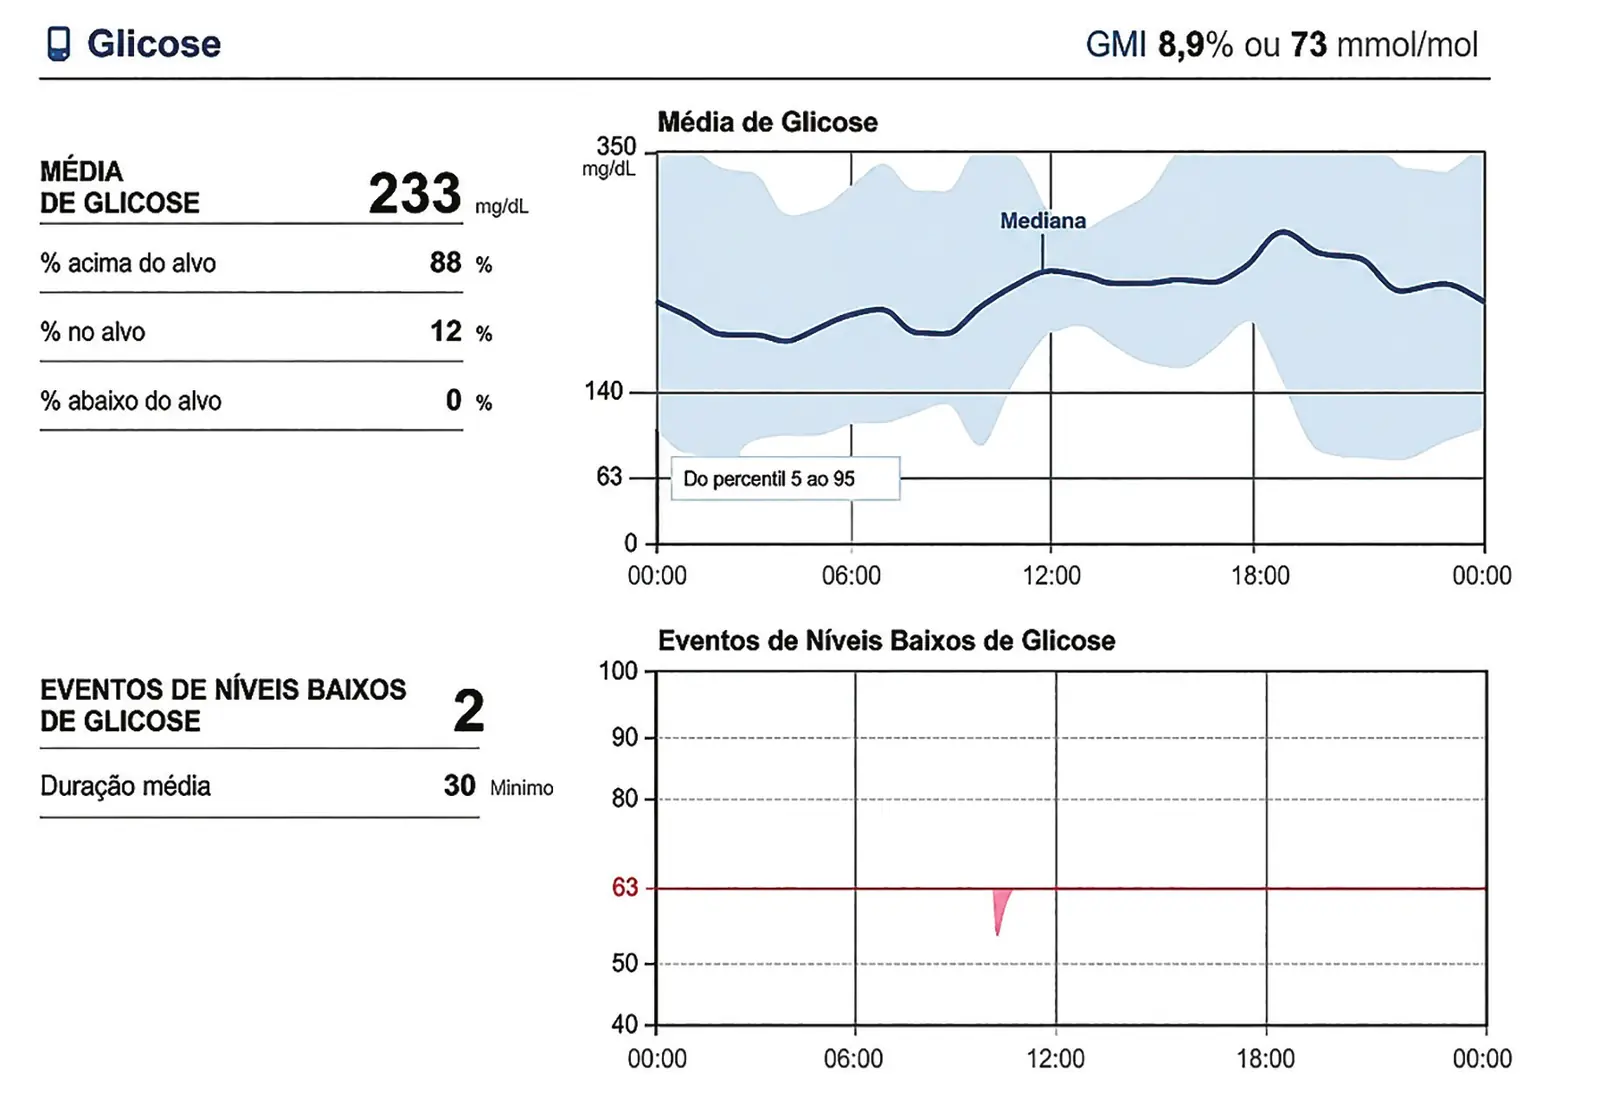 Glicose
GMI 8,9% ou 73 mmol/mol
MÉDIA
DE GLICOSE 233 mg/dL
% acima do alvo 88 %
% no alvo 12 %
% abaixo do alvo 0 %
Média de Glicose
350
mg/dL
Mediana
140
63
Do percentil 5 ao 95
0
00:00 06:00 12:00 18:00 00:00
EVENTOS DE NÍVEIS BAIXOS
DE GLICOSE 2
Duração média 30 Minimo
Eventos de Níveis Baixos de Glicose
100
90
80
63
50
40
00:00 06:00 12:00 18:00 00:00